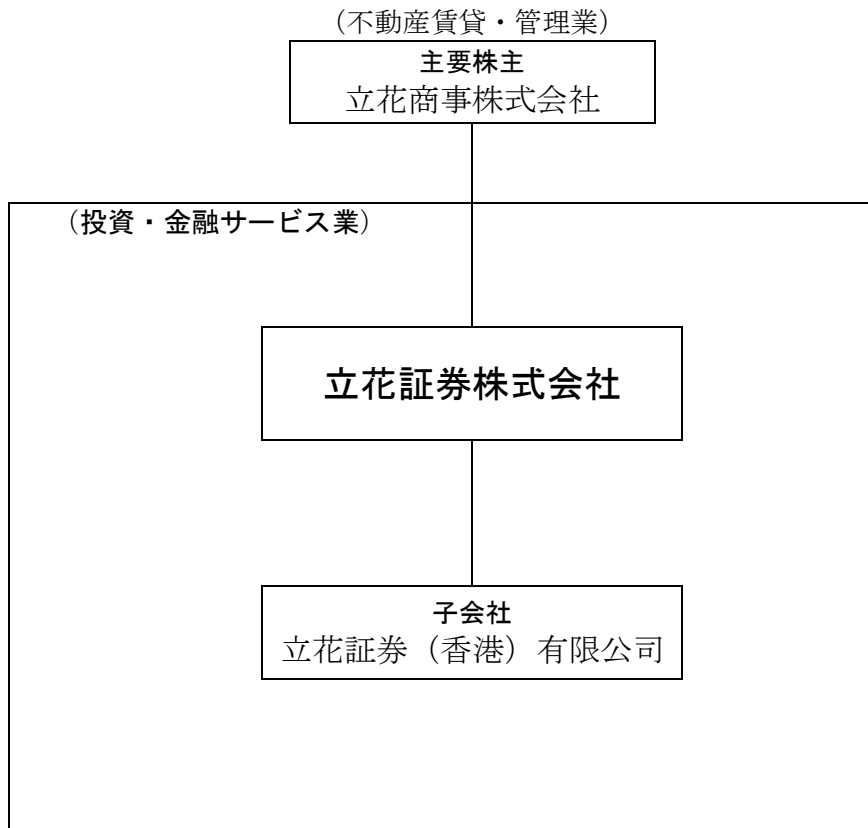 （不動産賃貸・管理業）
主要株主
立花商事株式会社
（投資・金融サービス業）
立花証券株式会社
子会社
立花証券（香港）有限公司